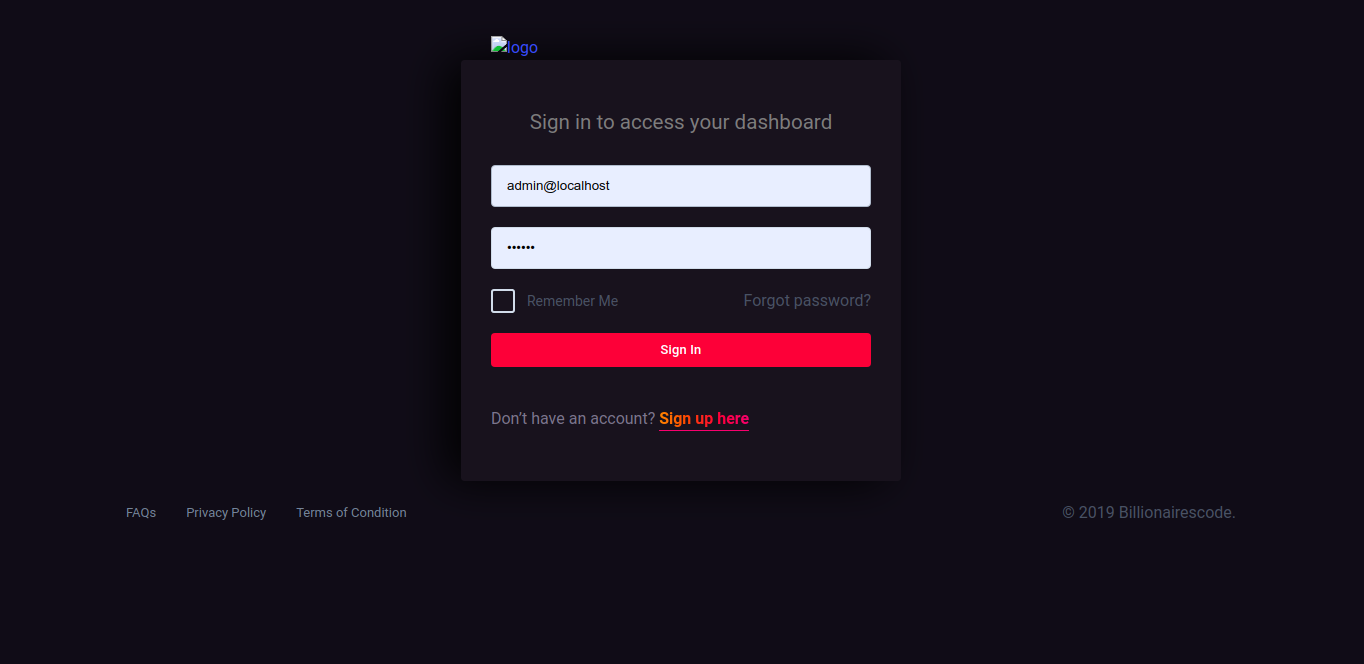 logo
Sign in to access your dashboard
admin@localhost
••••••
Remember Me
Forgot password?
Sign In
Don't have an account? Sign up here
FAQs
Privacy Policy
Terms of Condition
© 2019 Billionairescode.